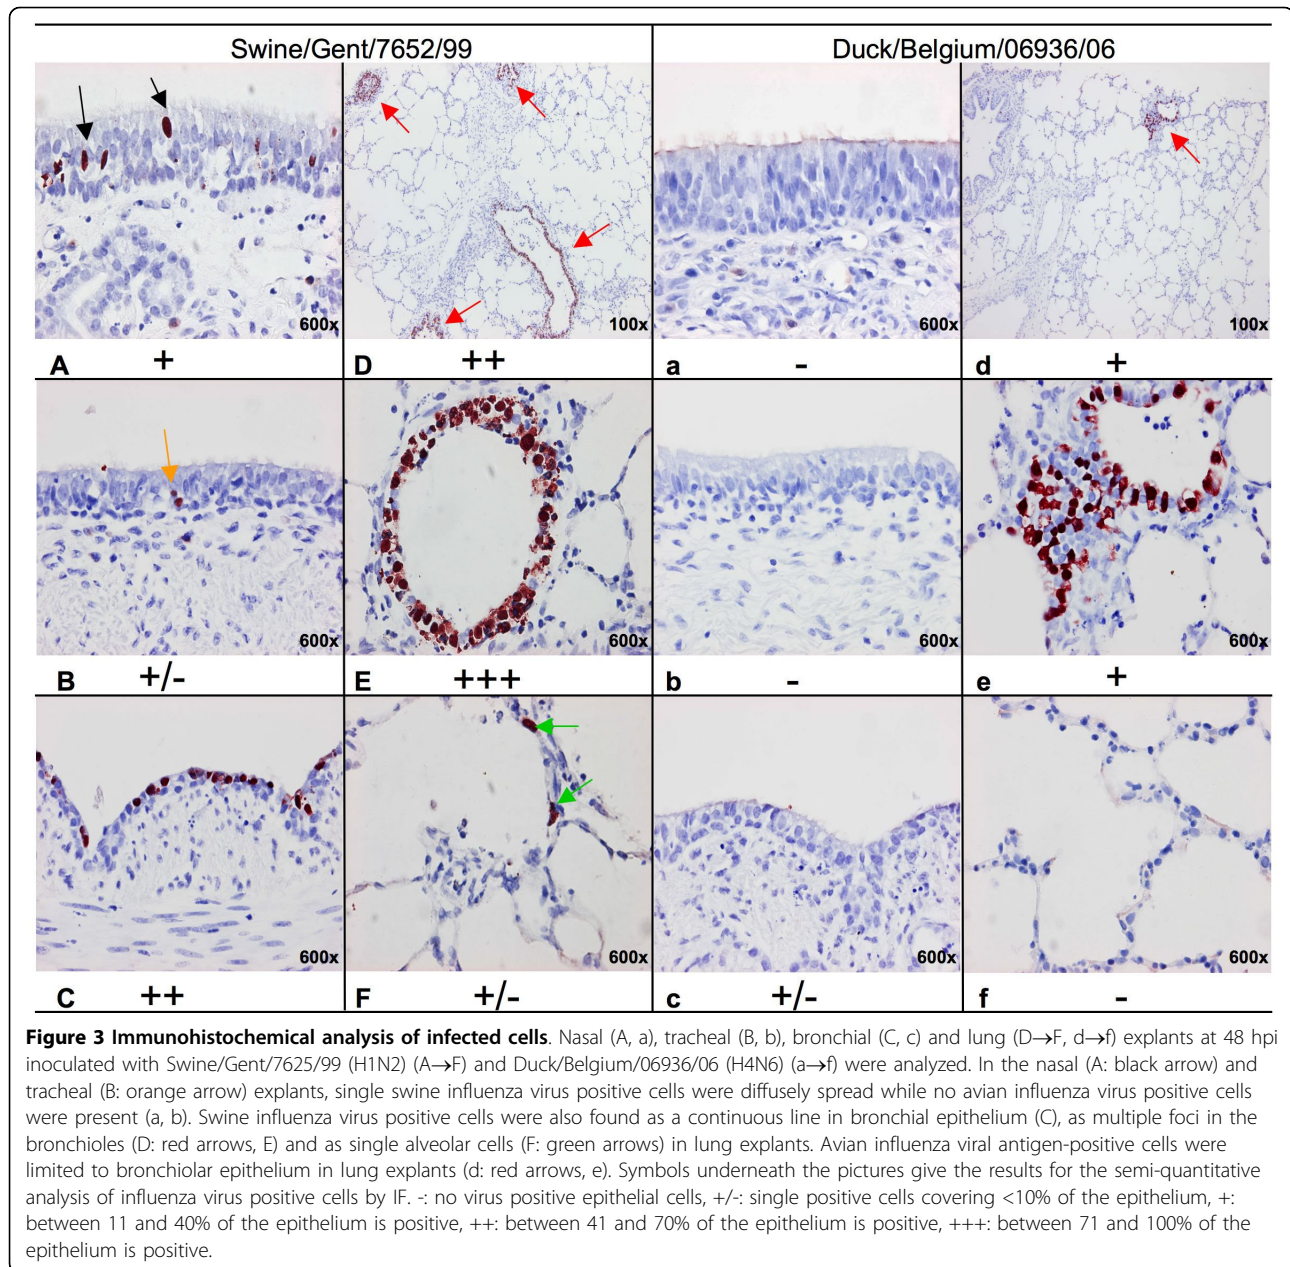 Swine/Gent/7652/99 Duck/Belgium/06936/06
600x 100x 600x 100x
A + D ++ a - d +
600x 600x 600x 600x
B +/- E +++ b - e +
600x 600x 600x 600x
C ++ F +/- c +/- f -
Figure 3 Immunohistochemical analysis of infected cells. Nasal (A, a), tracheal (B, b), bronchial (C, c) and lung (D→F, d→f) explants at 48 hpi
inoculated with Swine/Gent/7625/99 (H1N2) (A→F) and Duck/Belgium/06936/06 (H4N6) (a→f) were analyzed. In the nasal (A: black arrow) and
tracheal (B: orange arrow) explants, single swine influenza virus positive cells were diffusely spread while no avian influenza virus positive cells
were present (a, b). Swine influenza virus positive cells were also found as a continuous line in bronchial epithelium (C), as multiple foci in the
bronchioles (D: red arrows, E) and as single alveolar cells (F: green arrows) in lung explants. Avian influenza viral antigen-positive cells were
limited to bronchiolar epithelium in lung explants (d: red arrows, e). Symbols underneath the pictures give the results for the semi-quantitative
analysis of influenza virus positive cells by IF. -: no virus positive epithelial cells, +/-: single positive cells covering <10% of the epithelium, +:
between 11 and 40% of the epithelium is positive, ++: between 41 and 70% of the epithelium is positive, +++: between 71 and 100% of the
epithelium is positive.